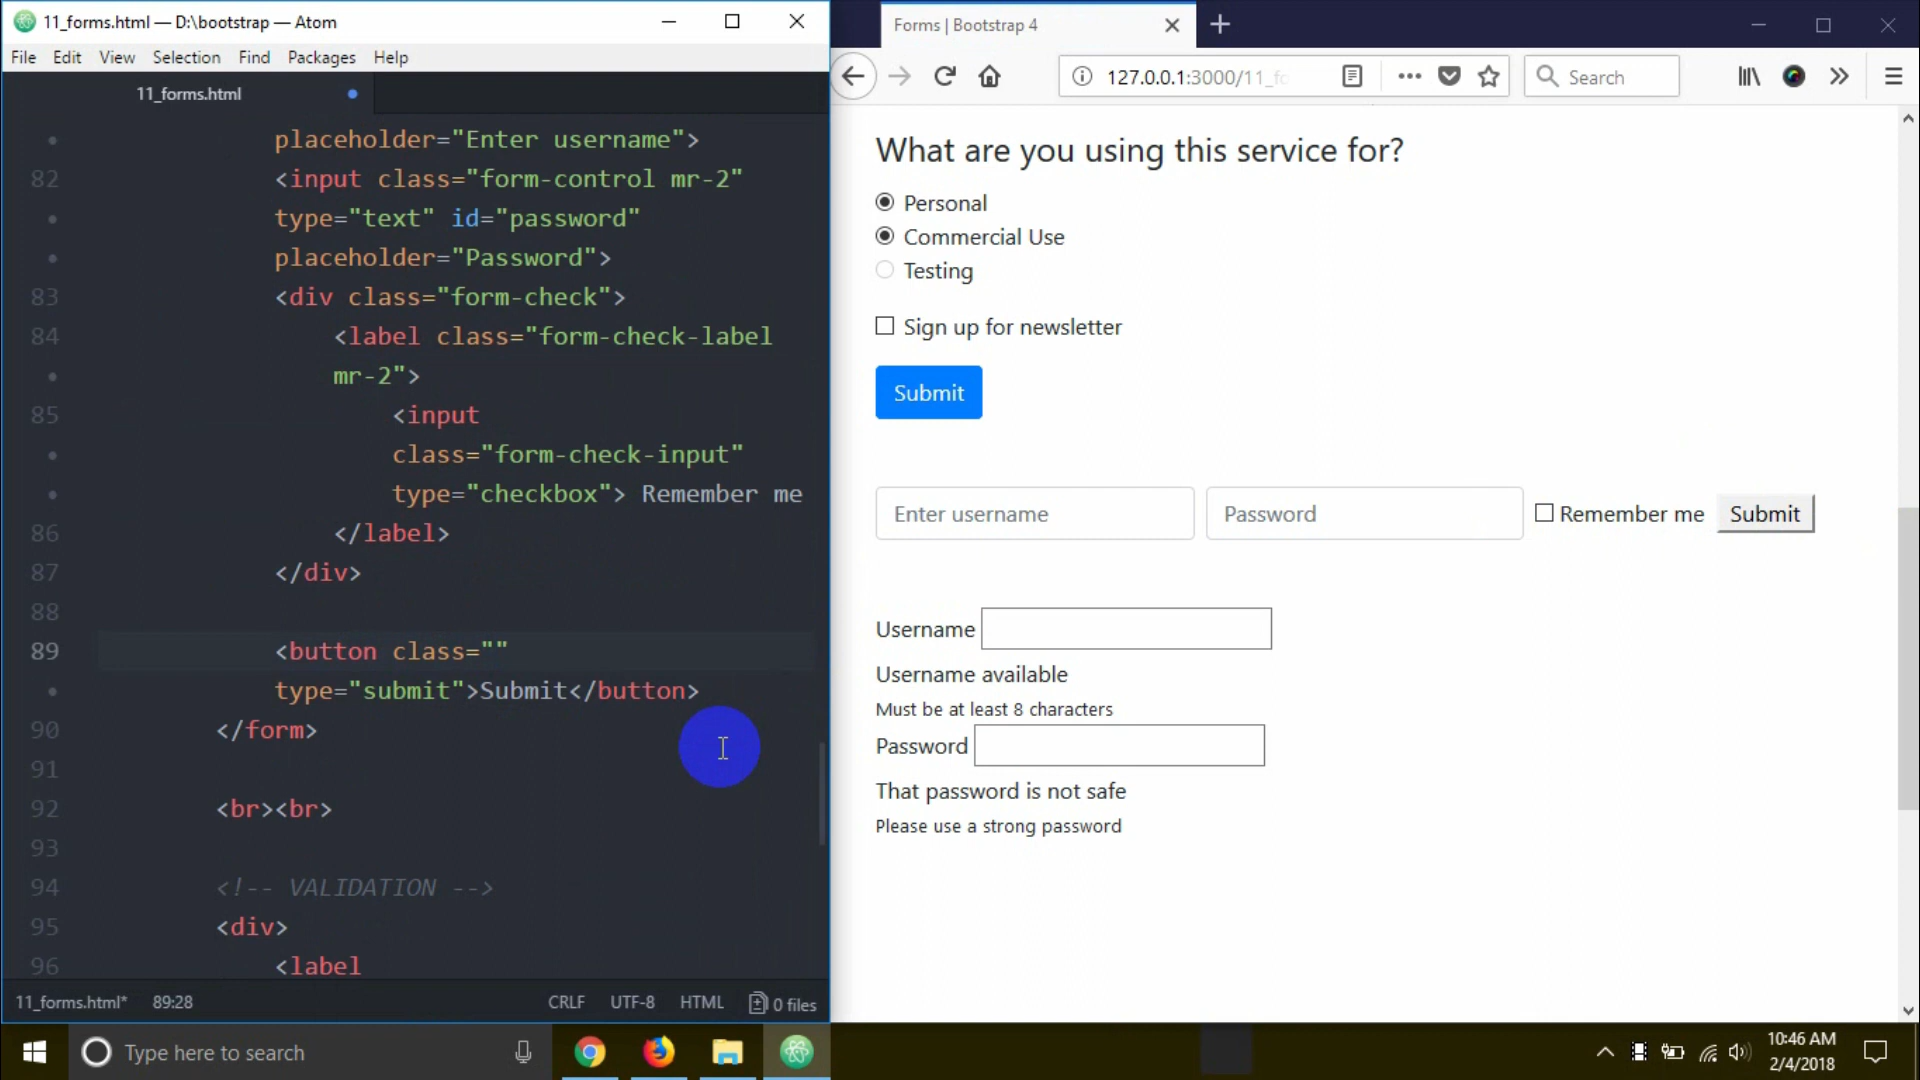 11_forms.html — D:\bootstrap — Atom
File Edit View Selection Find Packages Help
11_forms.html
placeholder="Enter username">
82 <input class="form-control mr-2"
type="text" id="password"
placeholder="Password">
83 <div class="form-check">
84 <label class="form-check-label
mr-2">
85 <input
class="form-check-input"
type="checkbox"> Remember me
86 </label>
87 </div>
88
89 <button class=""
type="submit">Submit</button>
90 </form>
91
92 <br><br>
93
94 <!-- VALIDATION -->
95 <div>
96 <label
11_forms.html* 89:28 CRLF UTF-8 HTML 0 files
Forms | Bootstrap 4
127.0.0.1:3000/11_fo
Search
What are you using this service for?
Personal
Commercial Use
Testing
Sign up for newsletter
Submit
Enter username Password Remember me Submit
Username
Username available
Must be at least 8 characters
Password
That password is not safe
Please use a strong password
Type here to search
10:46 AM
2/4/2018